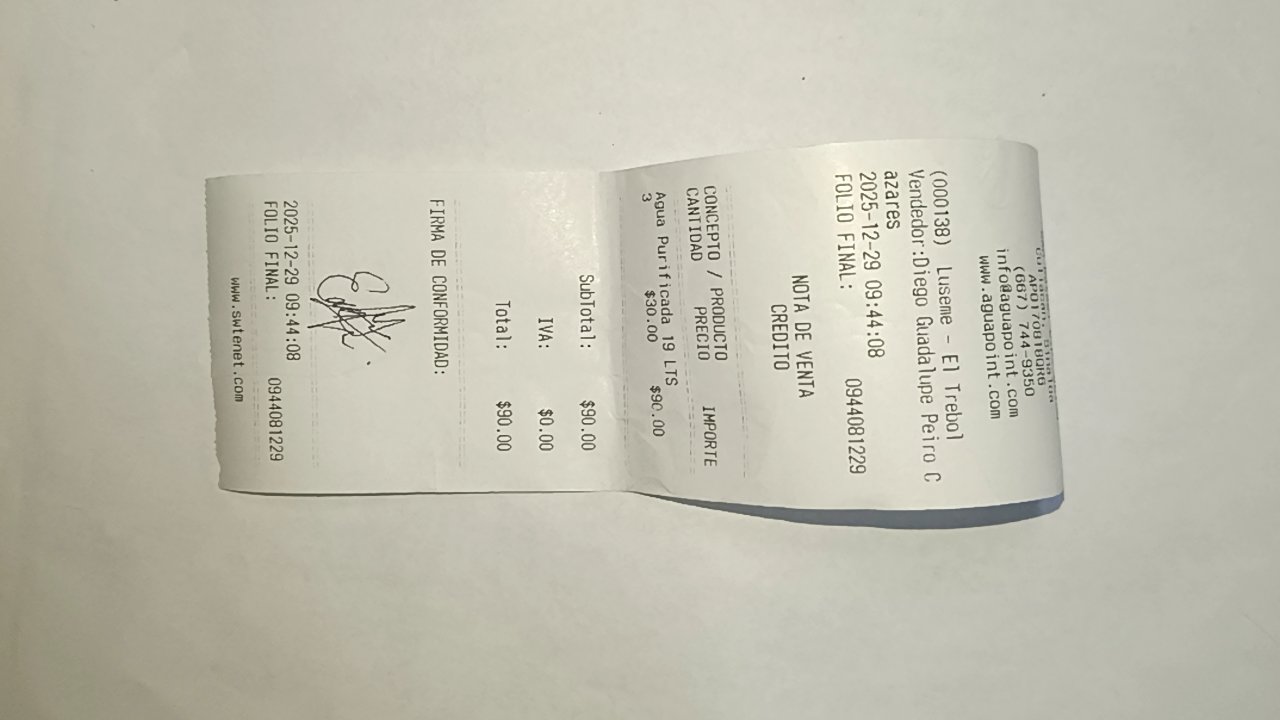 Culiacan, Sinaloa
APO170818QR6
(667) 744-9350
info@aguapoint.com
www.aguapoint.com
(000138) Luseme - El Trebol
Vendedor:Diego Guadalupe Peiro C
azares
2025-12-29 09:44:08
FOLIO FINAL: 0944081229
NOTA DE VENTA
CREDITO
CONCEPTO / PRODUCTO
CANTIDAD PRECIO IMPORTE
Agua Purificada 19 LTS
3 $30.00 $90.00
SubTotal: $90.00
IVA: $0.00
Total: $90.00
FIRMA DE CONFORMIDAD:
2025-12-29 09:44:08
FOLIO FINAL: 0944081229
www.swtenet.com